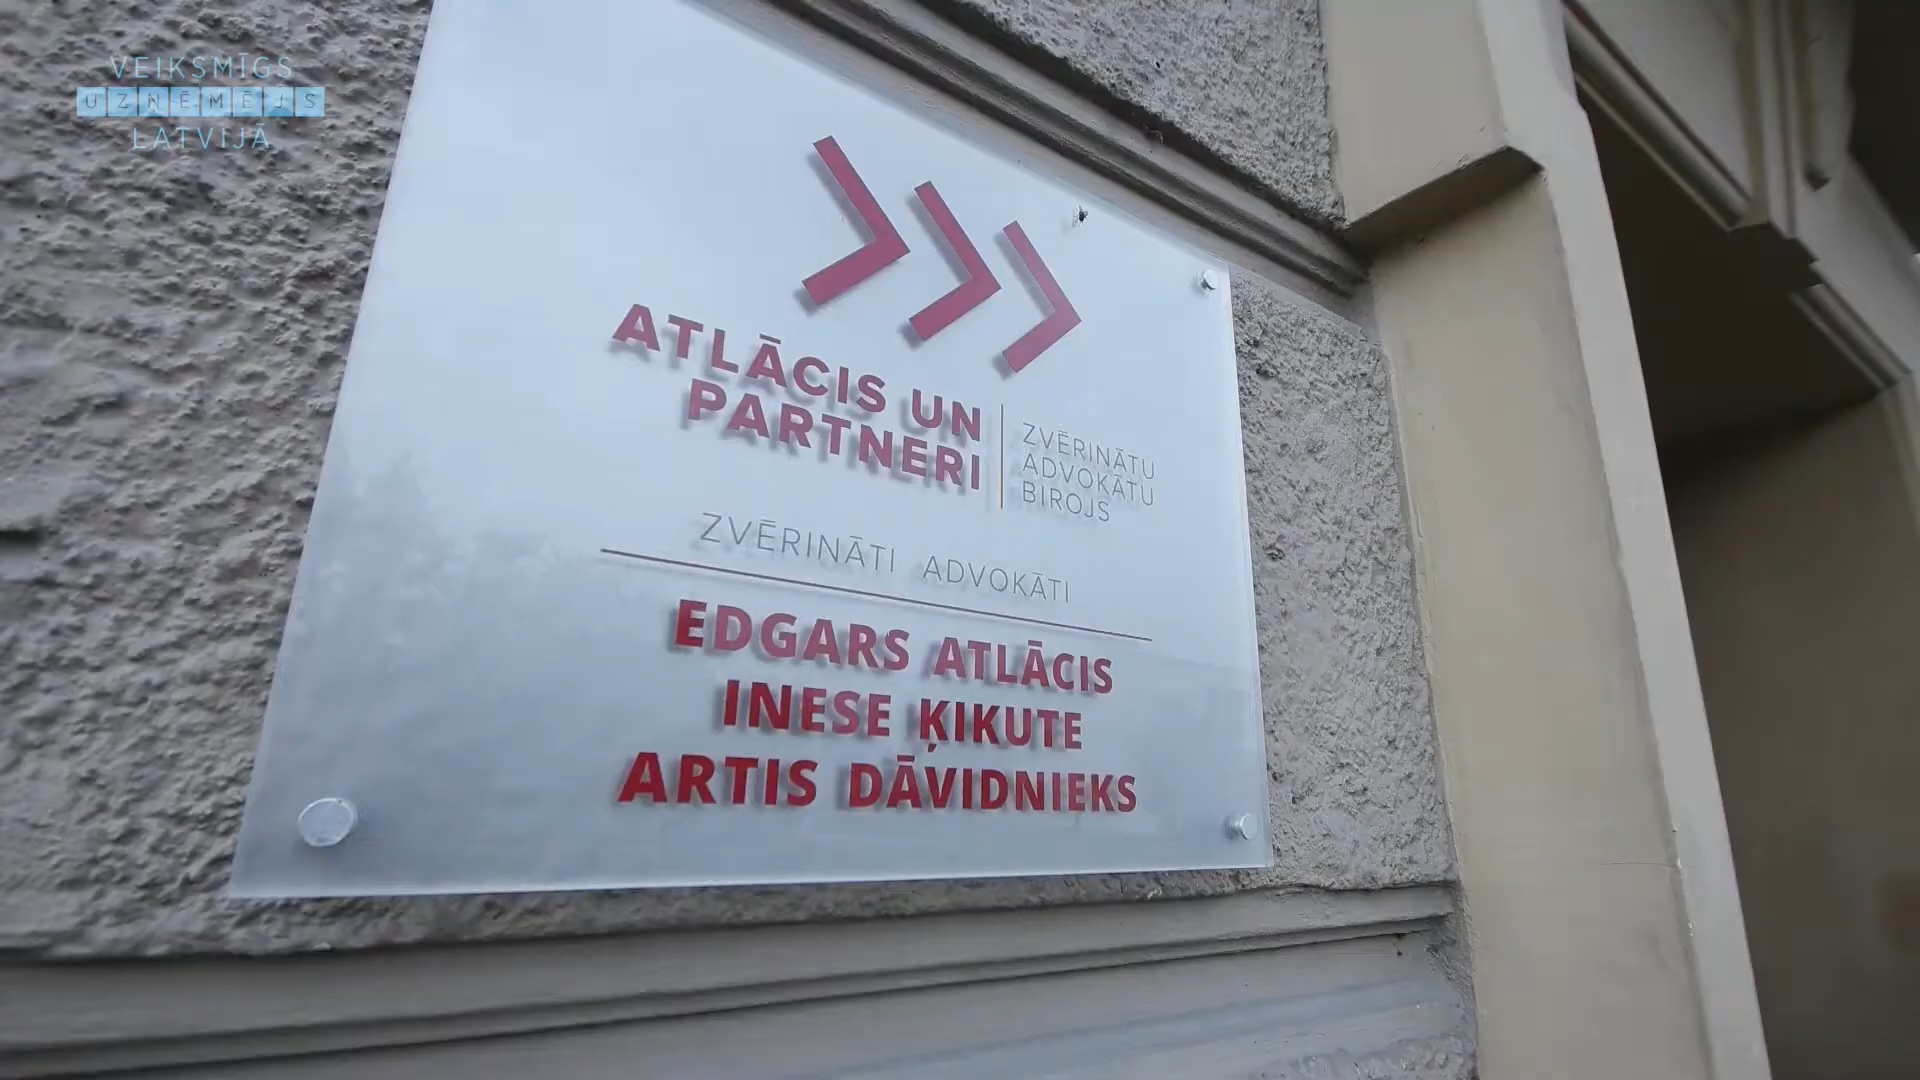 VEIKSMĪGS
UZŅĒMĒJS
LATVIJĀ
ATLĀCIS UN
PARTNERI
ZVĒRINĀTU
ADVOKĀTU
BIROJS
ZVĒRINĀTI ADVOKĀTI
EDGARS ATLĀCIS
INESE ĶIKUTE
ARTIS DĀVIDNIEKS